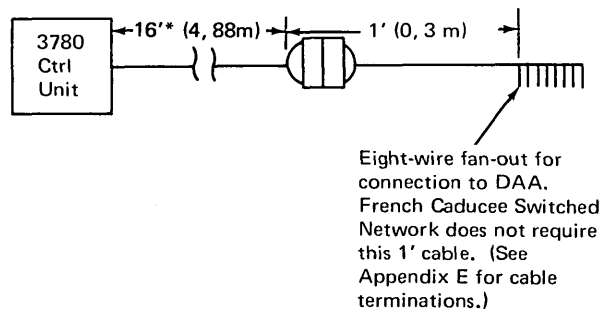 3780
Ctrl
Unit
16'* (4, 88m)
1' (0, 3 m)
Eight-wire fan-out for
connection to DAA.
French Caducee Switched
Network does not require
this 1' cable. (See
Appendix E for cable
terminations.)